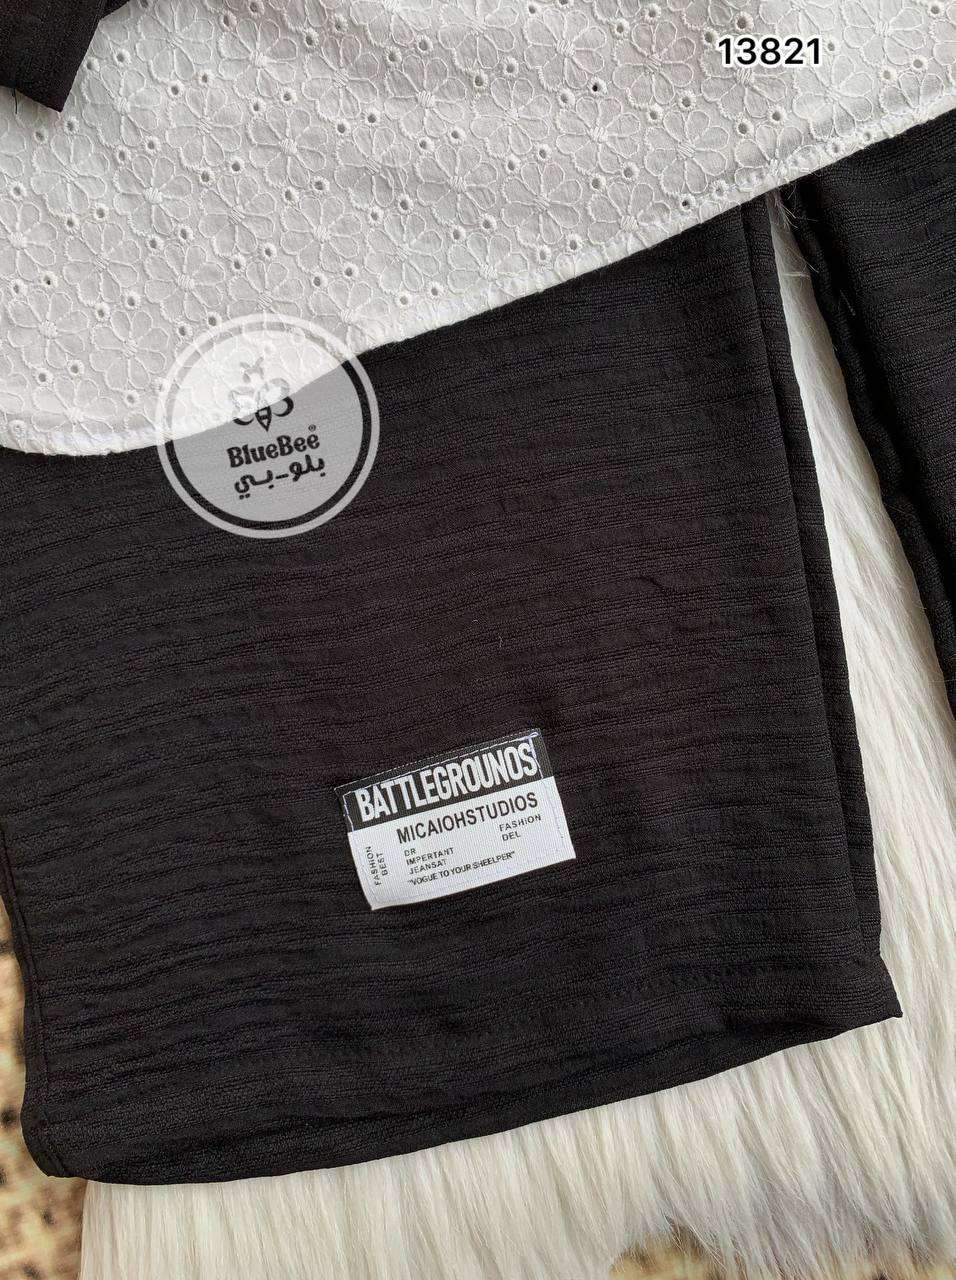 13821
BlueBee®
بلو-بي
BATTLEGROUNOS
MICAIOHSTUDIOS
FASHION
BEST
DR
IMPERTANT
JEANSAT
FASHION
DEL
"VOGUE TO YOUR SHEELPER"